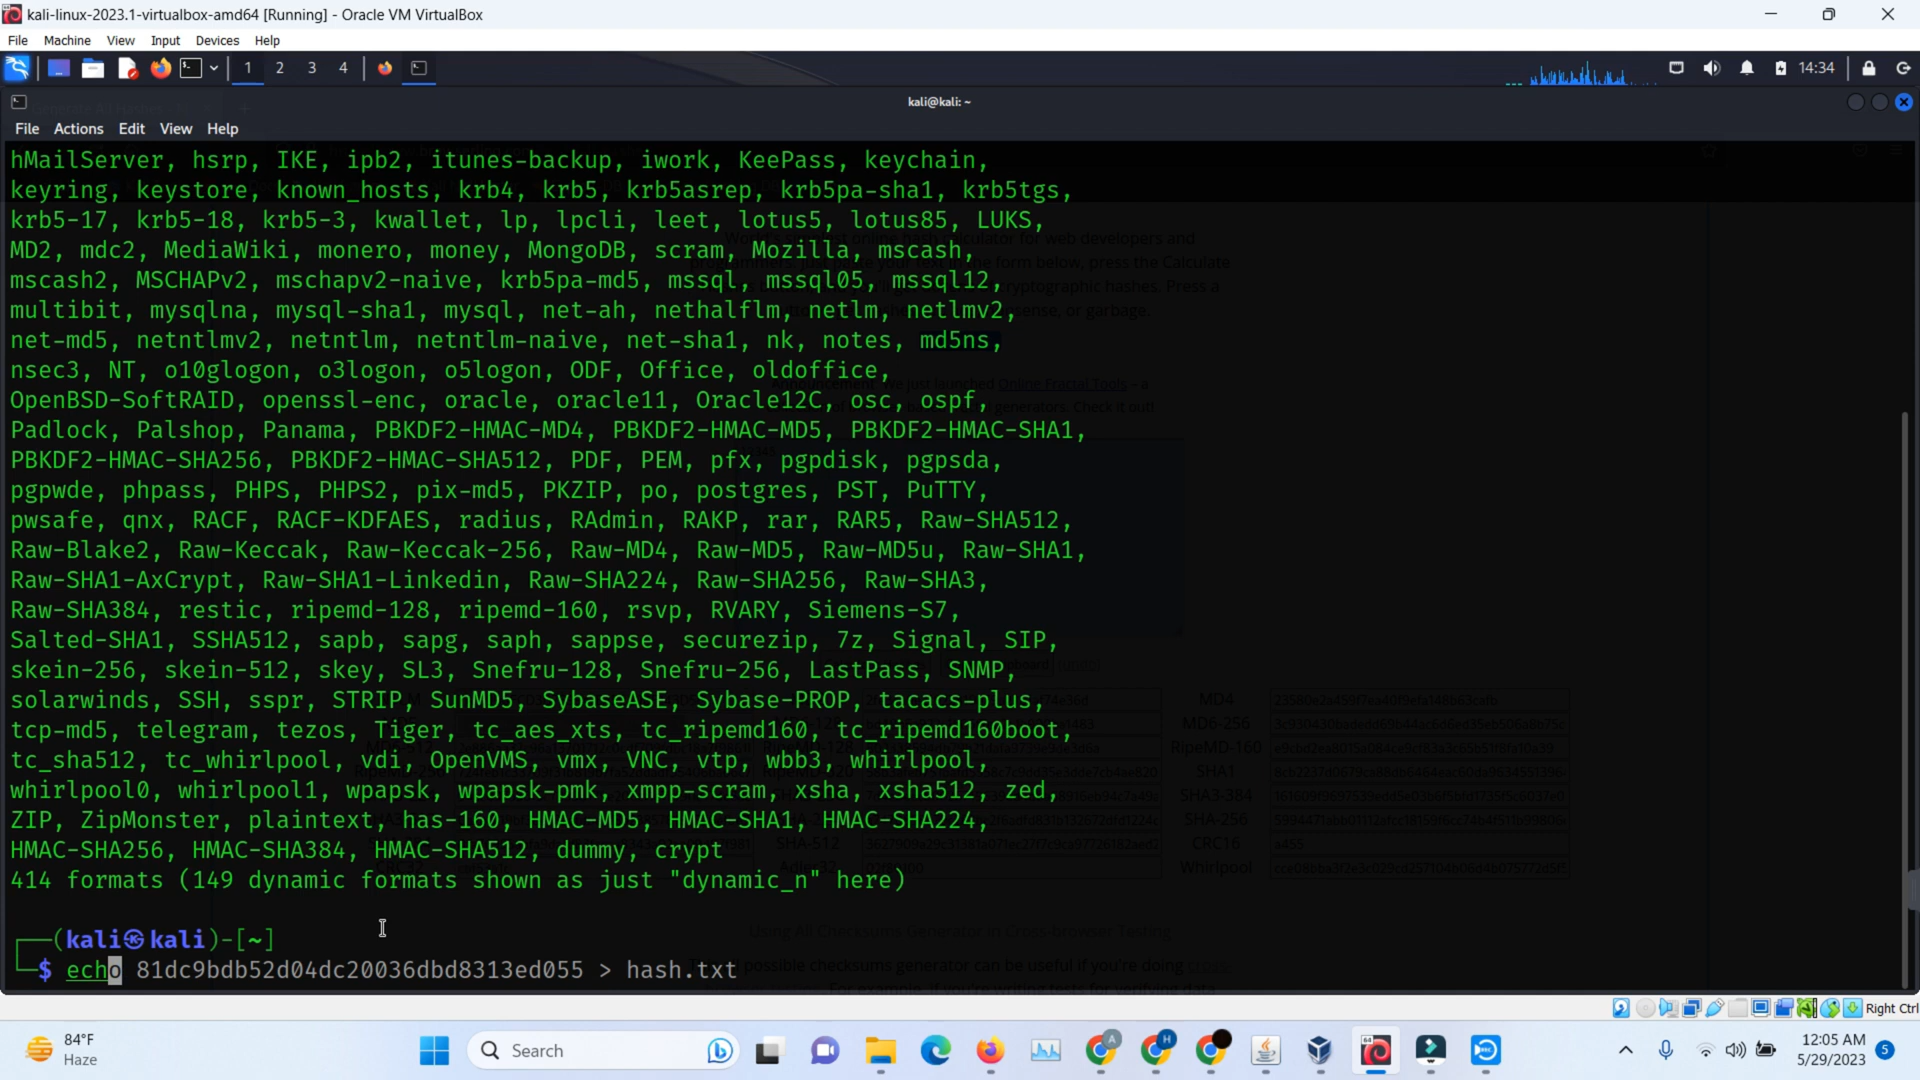 kali-linux-2023.1-virtualbox-amd64 [Running] - Oracle VM VirtualBox
File Machine View Input Devices Help
1 2 3 4 14:34
kali@kali: ~
File Actions Edit View Help
hMailServer, hsrp, IKE, ipb2, itunes-backup, iwork, KeePass, keychain,
keyring, keystore, known_hosts, krb4, krb5, krb5asrep, krb5pa-sha1, krb5tgs,
krb5-17, krb5-18, krb5-3, kwallet, lp, lpcli, leet, lotus5, lotus85, LUKS,
MD2, mdc2, MediaWiki, monero, money, MongoDB, scram, Mozilla, mscash,
mscash2, MSCHAPv2, mschapv2-naive, krb5pa-md5, mssql, mssql05, mssql12,
multibit, mysqlna, mysql-sha1, mysql, net-ah, nethalflm, netlm, netlmv2,
net-md5, netntlmv2, netntlm, netntlm-naive, net-sha1, nk, notes, md5ns,
nsec3, NT, o10glogon, o3logon, o5logon, ODF, Office, oldoffice,
OpenBSD-SoftRAID, openssl-enc, oracle, oracle11, Oracle12C, osc, ospf,
Padlock, Palshop, Panama, PBKDF2-HMAC-MD4, PBKDF2-HMAC-MD5, PBKDF2-HMAC-SHA1,
PBKDF2-HMAC-SHA256, PBKDF2-HMAC-SHA512, PDF, PEM, pfx, pgpdisk, pgpsda,
pgpwde, phpass, PHPS, PHPS2, pix-md5, PKZIP, po, postgres, PST, PuTTY,
pwsafe, qnx, RACF, RACF-KDFAES, radius, RAdmin, RAKP, rar, RAR5, Raw-SHA512,
Raw-Blake2, Raw-Keccak, Raw-Keccak-256, Raw-MD4, Raw-MD5, Raw-MD5u, Raw-SHA1,
Raw-SHA1-AxCrypt, Raw-SHA1-Linkedin, Raw-SHA224, Raw-SHA256, Raw-SHA3,
Raw-SHA384, restic, ripemd-128, ripemd-160, rsvp, RVARY, Siemens-S7,
Salted-SHA1, SSHA512, sapb, sapg, saph, sappse, securezip, 7z, Signal, SIP,
skein-256, skein-512, skey, SL3, Snefru-128, Snefru-256, LastPass, SNMP,
solarwinds, SSH, sspr, STRIP, SunMD5, SybaseASE, Sybase-PROP, tacacs-plus,
tcp-md5, telegram, tezos, Tiger, tc_aes_xts, tc_ripemd160, tc_ripemd160boot,
tc_sha512, tc_whirlpool, vdi, OpenVMS, vmx, VNC, vtp, wbb3, whirlpool,
whirlpool0, whirlpool1, wpapsk, wpapsk-pmk, xmpp-scram, xsha, xsha512, zed,
ZIP, ZipMonster, plaintext, has-160, HMAC-MD5, HMAC-SHA1, HMAC-SHA224,
HMAC-SHA256, HMAC-SHA384, HMAC-SHA512, dummy, crypt
414 formats (149 dynamic formats shown as just "dynamic_n" here)
(kali㉿kali)-[~]
$ echo 81dc9bdb52d04dc20036dbd8313ed055 > hash.txt
MD4
MD6-256
RipeMD-160
SHA1
SHA3-384
SHA-256
CRC16 a455
Whirlpool
Right Ctrl
84°F
Haze
Search
12:05 AM
5/29/2023
5